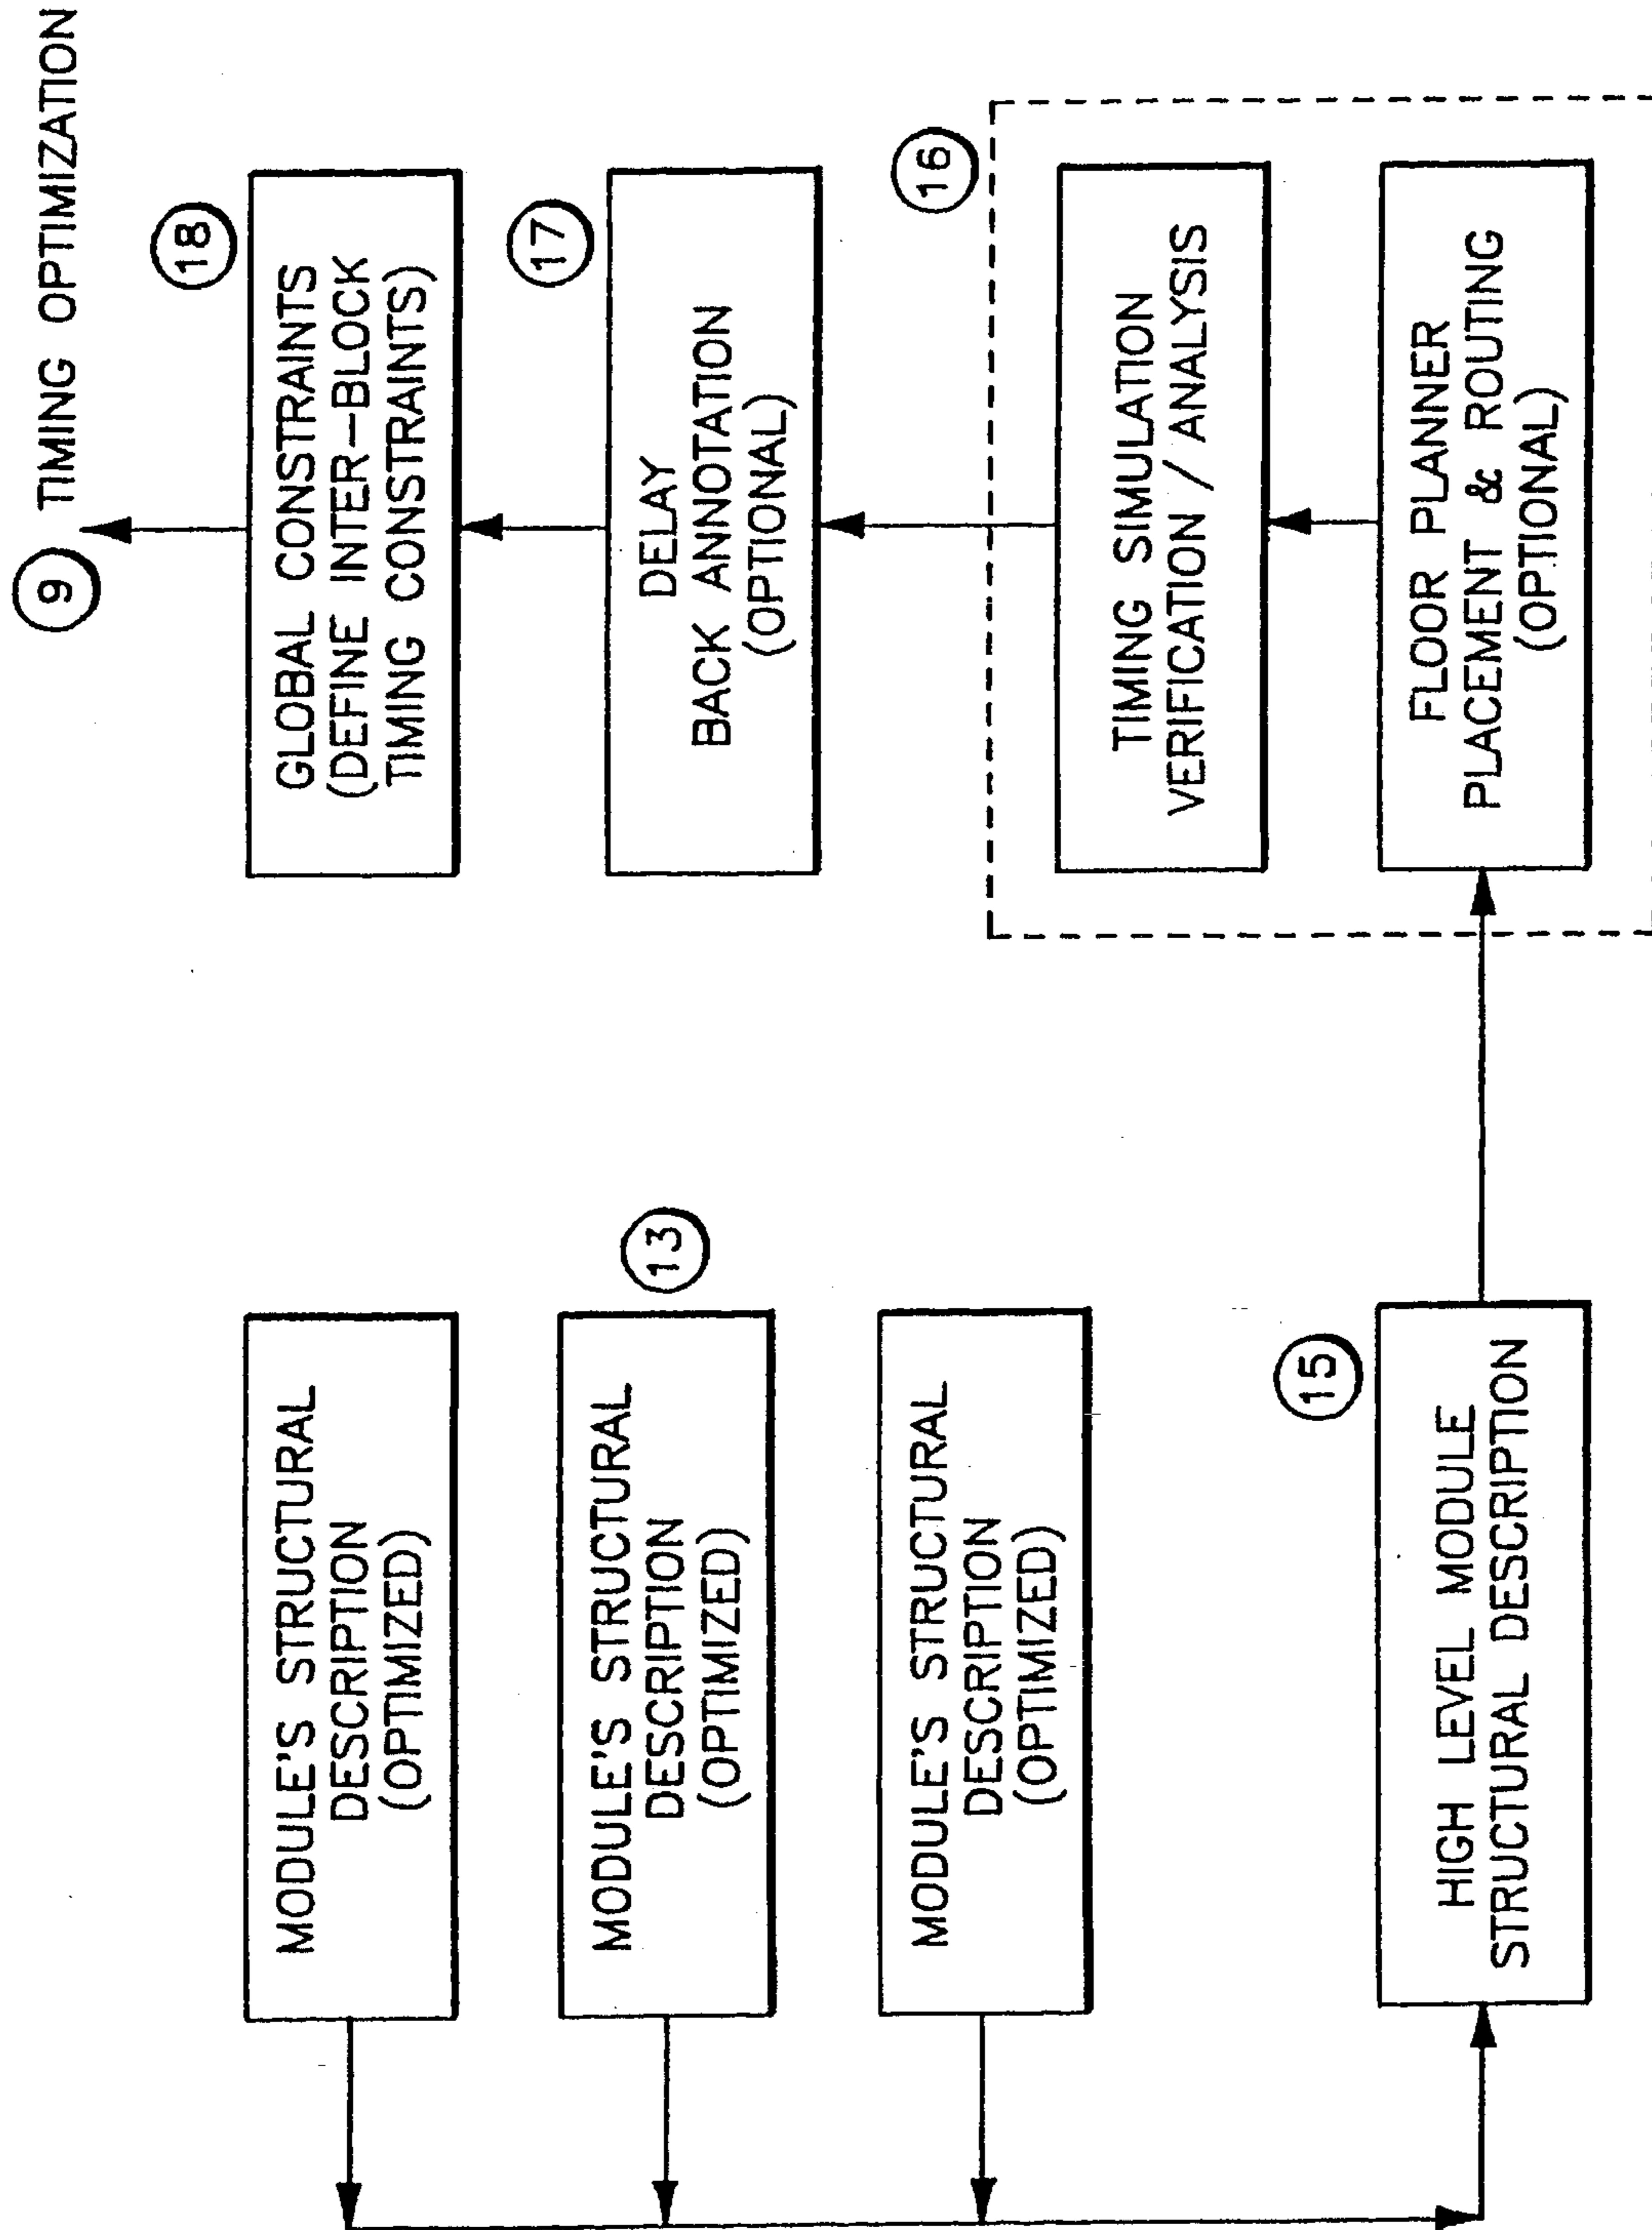 MODULE'S STRUCTURAL
DESCRIPTION
(OPTIMIZED)
13
MODULE'S STRUCTURAL
DESCRIPTION
(OPTIMIZED)
MODULE'S STRUCTURAL
DESCRIPTION
(OPTIMIZED)
15
HIGH LEVEL MODULE
STRUCTURAL DESCRIPTION
9 TIMING OPTIMIZATION
18
GLOBAL CONSTRAINTS
(DEFINE INTER-BLOCK
TIMING CONSTRAINTS)
17
DELAY
BACK ANNOTATION
(OPTIONAL)
16
TIMING SIMULATION
VERIFICATION / ANALYSIS
FLOOR PLANNER
PLACEMENT & ROUTING
(OPTIONAL)